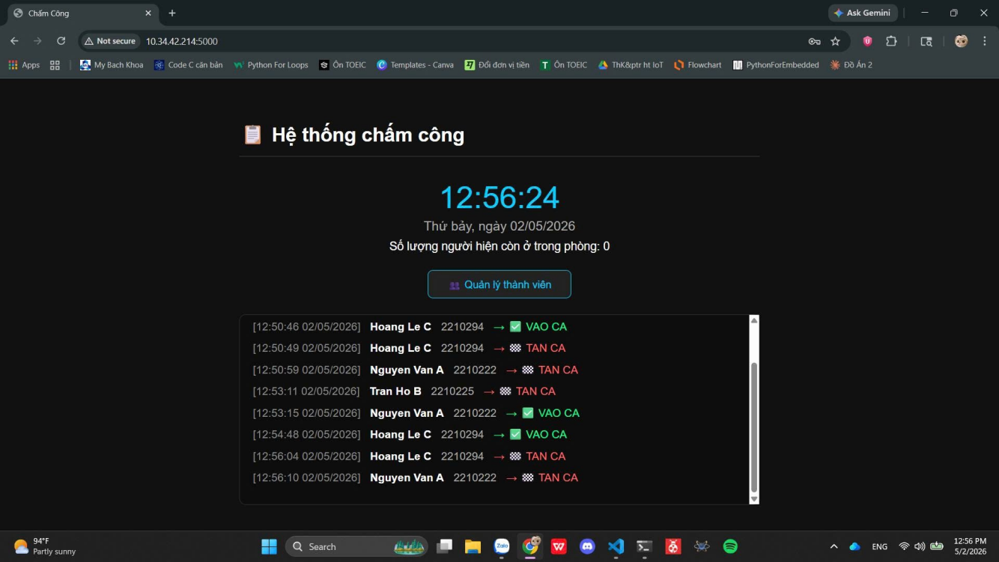 Chấm Công
Ask Gemini
Not secure
10.34.42.214:5000
Apps
My Bach Khoa
Code C căn bản
Python For Loops
Ôn TOEIC
Templates - Canva
Đổi đơn vị tiền
Ôn TOEIC
ThK&ptr ht IoT
Flowchart
PythonForEmbedded
Đồ Án 2
Hệ thống chấm công
12:56:24
Thứ bảy, ngày 02/05/2026
Số lượng người hiện còn ở trong phòng: 0
Quản lý thành viên
[12:50:46 02/05/2026] Hoang Le C 2210294 → ✅ VAO CA
[12:50:49 02/05/2026] Hoang Le C 2210294 → 🏁 TAN CA
[12:50:59 02/05/2026] Nguyen Van A 2210222 → 🏁 TAN CA
[12:53:11 02/05/2026] Tran Ho B 2210225 → 🏁 TAN CA
[12:53:15 02/05/2026] Nguyen Van A 2210222 → ✅ VAO CA
[12:54:48 02/05/2026] Hoang Le C 2210294 → ✅ VAO CA
[12:56:04 02/05/2026] Hoang Le C 2210294 → 🏁 TAN CA
[12:56:10 02/05/2026] Nguyen Van A 2210222 → 🏁 TAN CA
94°F
Partly sunny
Search
Zalo
ENG
12:56 PM
5/2/2026